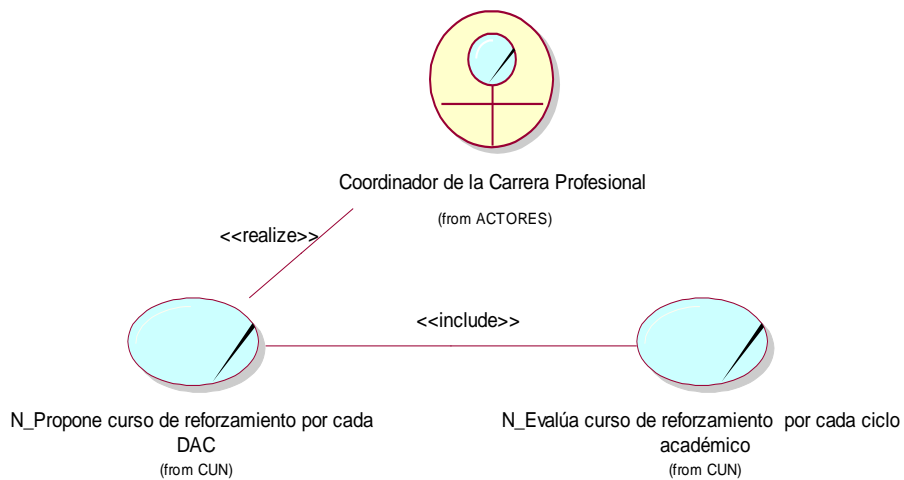 Coordinador de la Carrera Profesional
(from ACTORES)
<<realize>>
<<include>>
N_Propone curso de reforzamiento por cada
DAC
(from CUN)
N_Evalúa curso de reforzamiento por cada ciclo
académico
(from CUN)